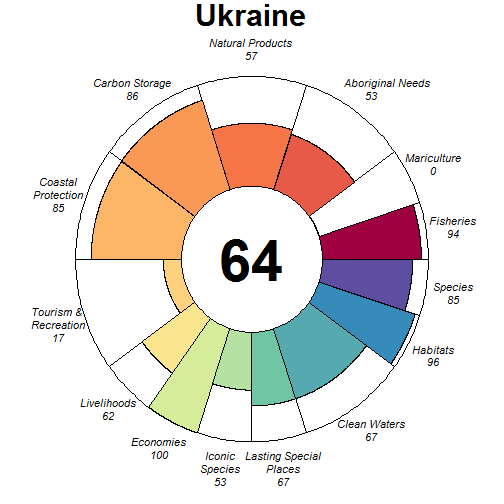 Ukraine
Natural Products
57
Carbon Storage
86
Aboriginal Needs
53
Mariculture
0
Coastal
Protection
85
Fisheries
94
64
Species
85
Tourism &
Recreation
17
Habitats
96
Livelihoods
62
Clean Waters
67
Economies
100
Iconic
Species
53
Lasting Special
Places
67